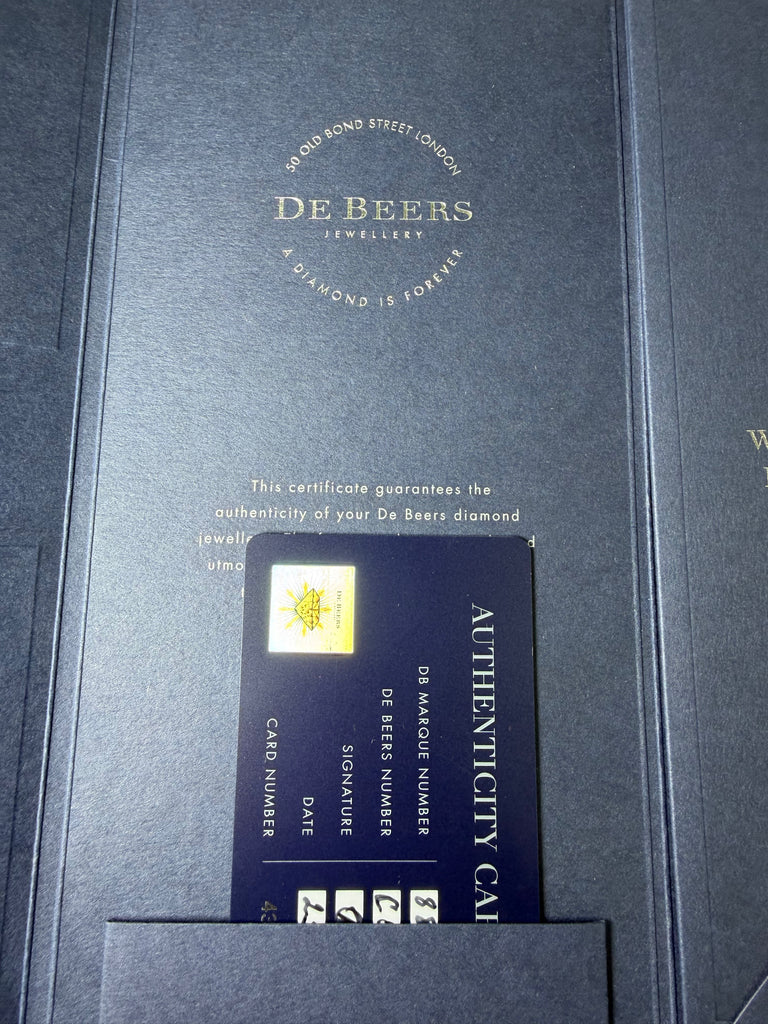 50 OLD BOND STREET LONDON
DE BEERS
JEWELLERY
A DIAMOND IS FOREVER
This certificate guarantees the
authenticity of your De Beers diamond
AUTHENTICITY
DB MARQUE NUMBER
DE BEERS NUMBER
SIGNATURE
DATE
CARD NUMBER
DE BEERS